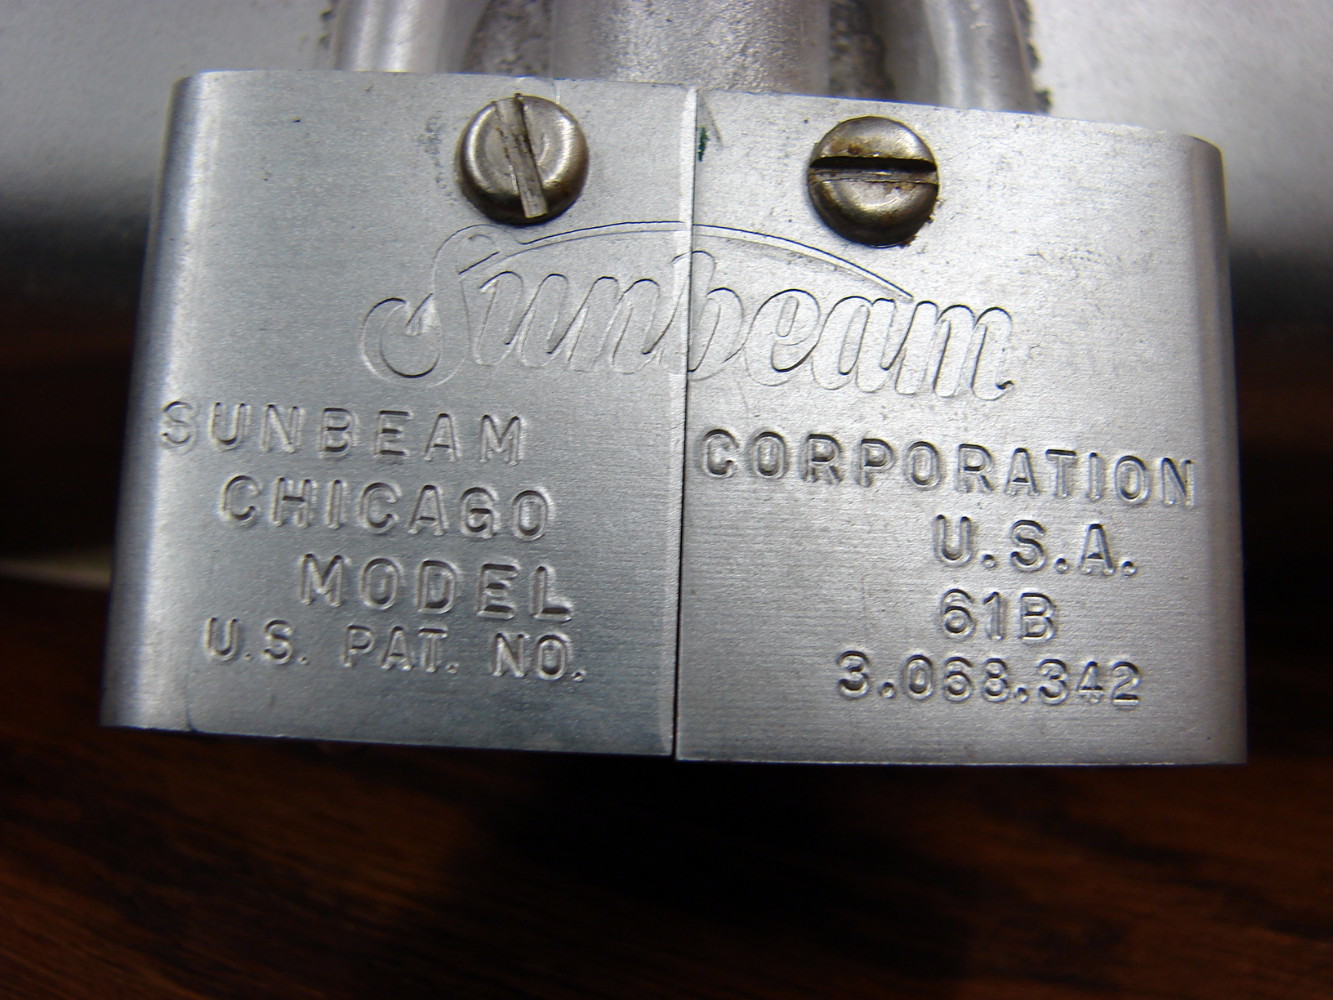 Sunbeam
SUNBEAM CORPORATION
CHICAGO U.S.A.
MODEL 61B
U.S. PAT. NO. 3.068.342